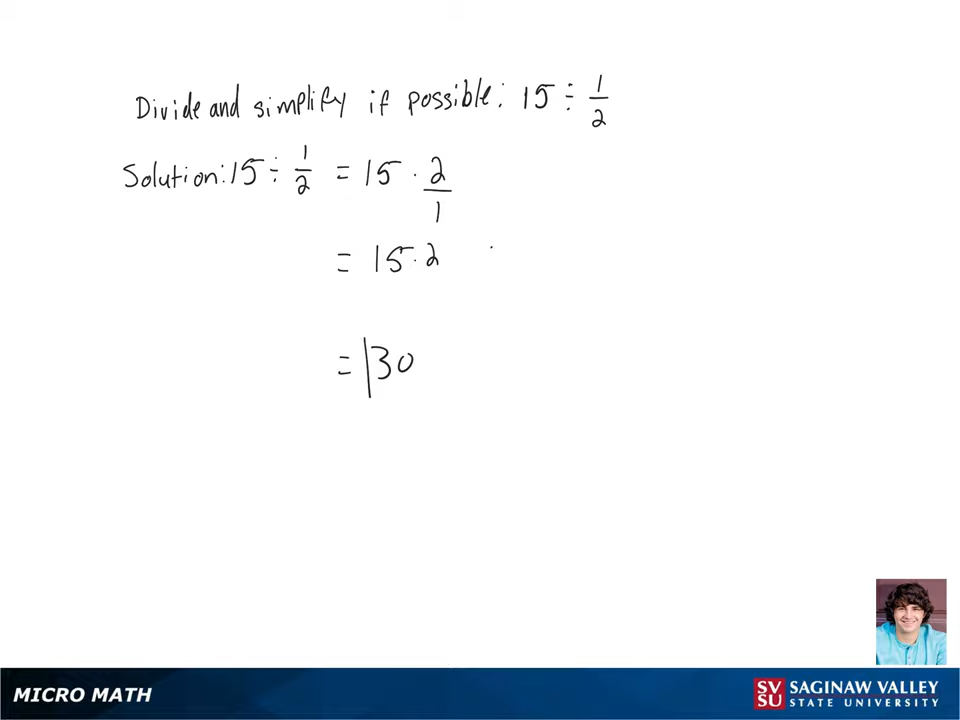 Divide and simplify if possible: 15 ÷ 1/2
Solution: 15 ÷ 1/2 = 15 · 2/1
= 15 · 2
= |30
MICRO MATH
SV SU SAGINAW VALLEY
STATE UNIVERSITY